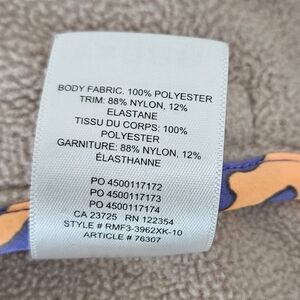 BODY FABRIC. 100% POLYESTER
TRIM: 88% NYLON, 12%
ELASTANE
TISSU DU CORPS: 100%
POLYESTER
GARNITURE: 88% NYLON, 12%
ÉLASTHANNE
PO 4500117172
PO 4500117173
PO 4500117174
CA 23725 RN 122354
STYLE # RMF3-3962XK-10
ARTICLE # 76307